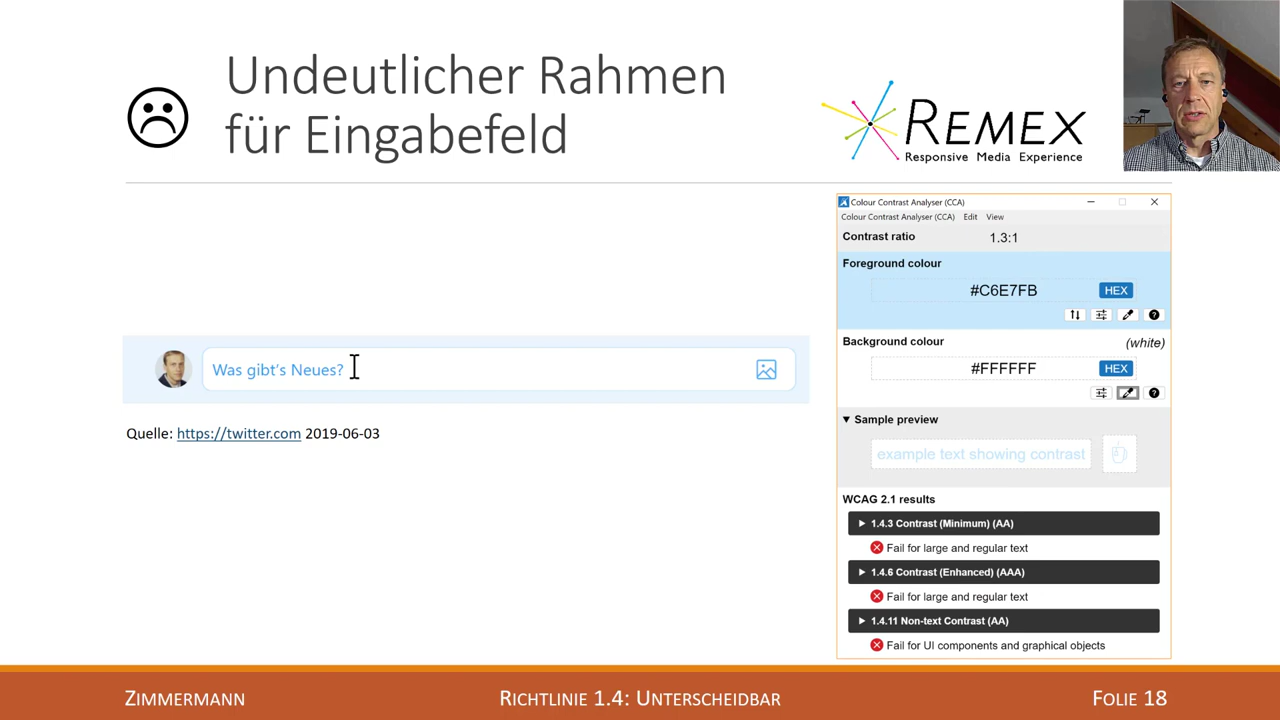 Undeutlicher Rahmen
für Eingabefeld
REMEX
Responsive Media Experience
Colour Contrast Analyser (CCA)
Colour Contrast Analyser (CCA) Edit View
Contrast ratio 1.3:1
Foreground colour
#C6E7FB HEX
Background colour (white)
#FFFFFF HEX
▼ Sample preview
example text showing contrast
WCAG 2.1 results
1.4.3 Contrast (Minimum) (AA)
Fail for large and regular text
1.4.6 Contrast (Enhanced) (AAA)
Fail for large and regular text
1.4.11 Non-text Contrast (AA)
Fail for UI components and graphical objects
Was gibt's Neues?
Quelle: https://twitter.com 2019-06-03
ZIMMERMANN
RICHTLINIE 1.4: UNTERSCHEIDBAR
FOLIE 18